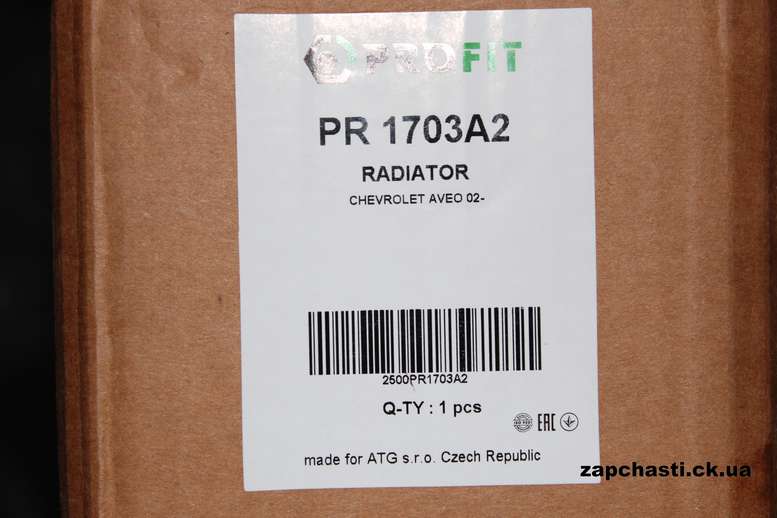 PROFIT
PR 1703A2
RADIATOR
CHEVROLET AVEO 02-
2500PR1703A2
Q-TY : 1 pcs
EAC
made for ATG s.r.o. Czech Republic
zapchasti.ck.ua